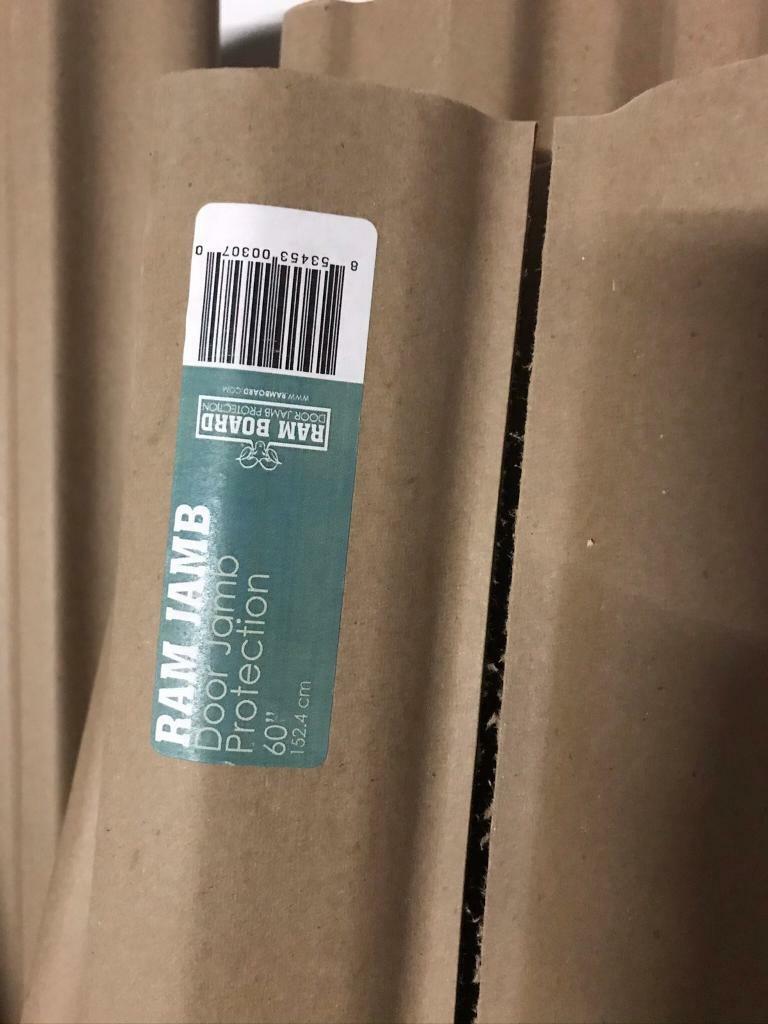 8 53453 00307 0
WWW.RAMBOARD.COM
DOOR JAMB PROTECTION
RAM BOARD
RAM JAMB
Door Jamb
Protection
60"
152.4 cm